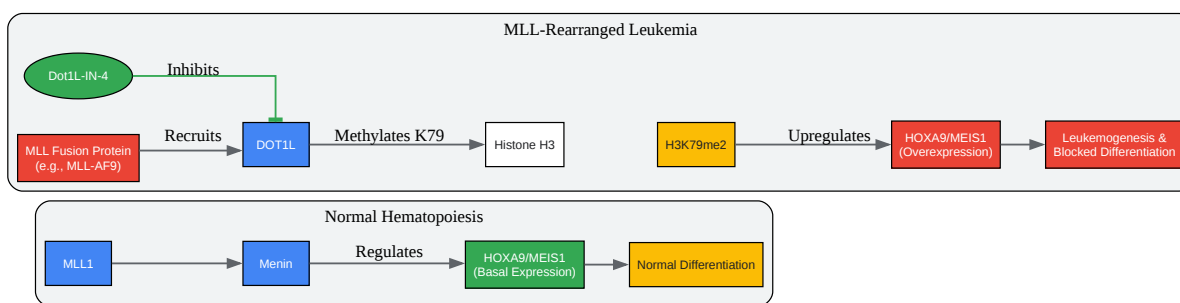 MLL-Rearranged Leukemia
Dot1L-IN-4
Inhibits
MLL Fusion Protein
(e.g., MLL-AF9)
Recruits
DOT1L
Methylates K79
Histone H3
H3K79me2
Upregulates
HOXA9/MEIS1
(Overexpression)
Leukemogenesis &
Blocked Differentiation
Normal Hematopoiesis
MLL1
Menin
Regulates
HOXA9/MEIS1
(Basal Expression)
Normal Differentiation